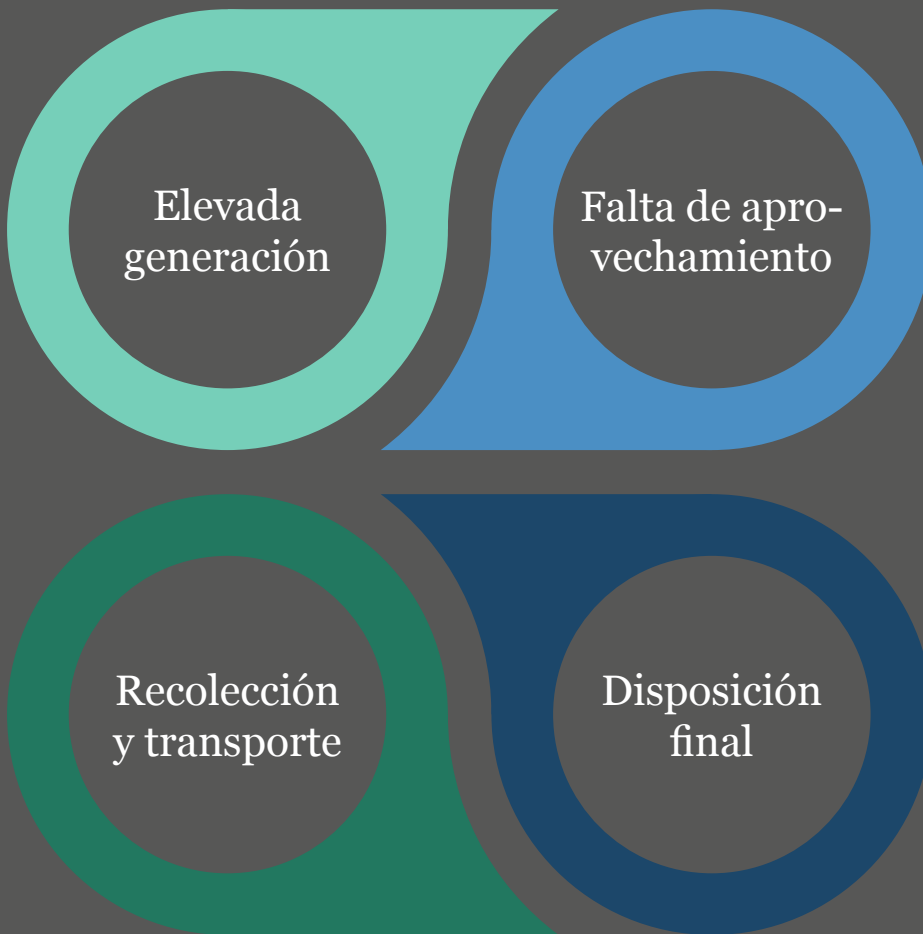 Elevada
generación
Falta de apro-
vechamiento
Recolección
y transporte
Disposición
final